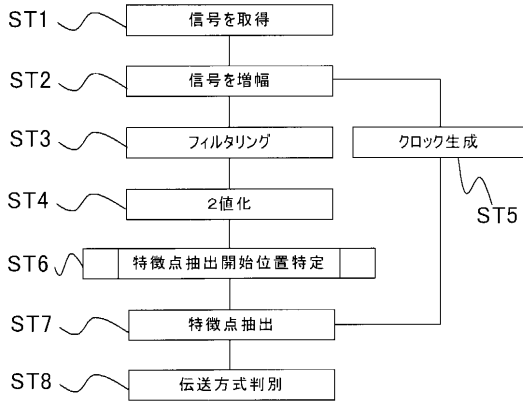 ST1 信号を取得
ST2 信号を増幅
ST3 フィルタリング クロック生成
ST4 2値化 ST5
ST6 特徴点抽出開始位置特定
ST7 特徴点抽出
ST8 伝送方式判別